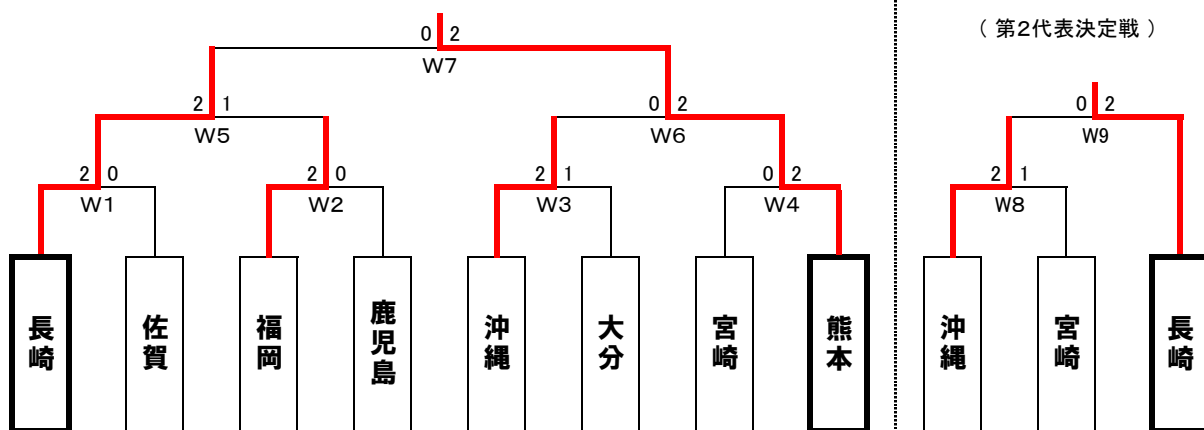 0 2
（ 第2代表決定戦 ）
W7
2 1
0 2
0 2
W5
W6
W9
2 0
2 0
2 1
0 2
2 1
W1
W2
W3
W4
W8
長崎
佐賀
福岡
鹿児島
沖縄
大分
宮崎
熊本
沖縄
宮崎
長崎